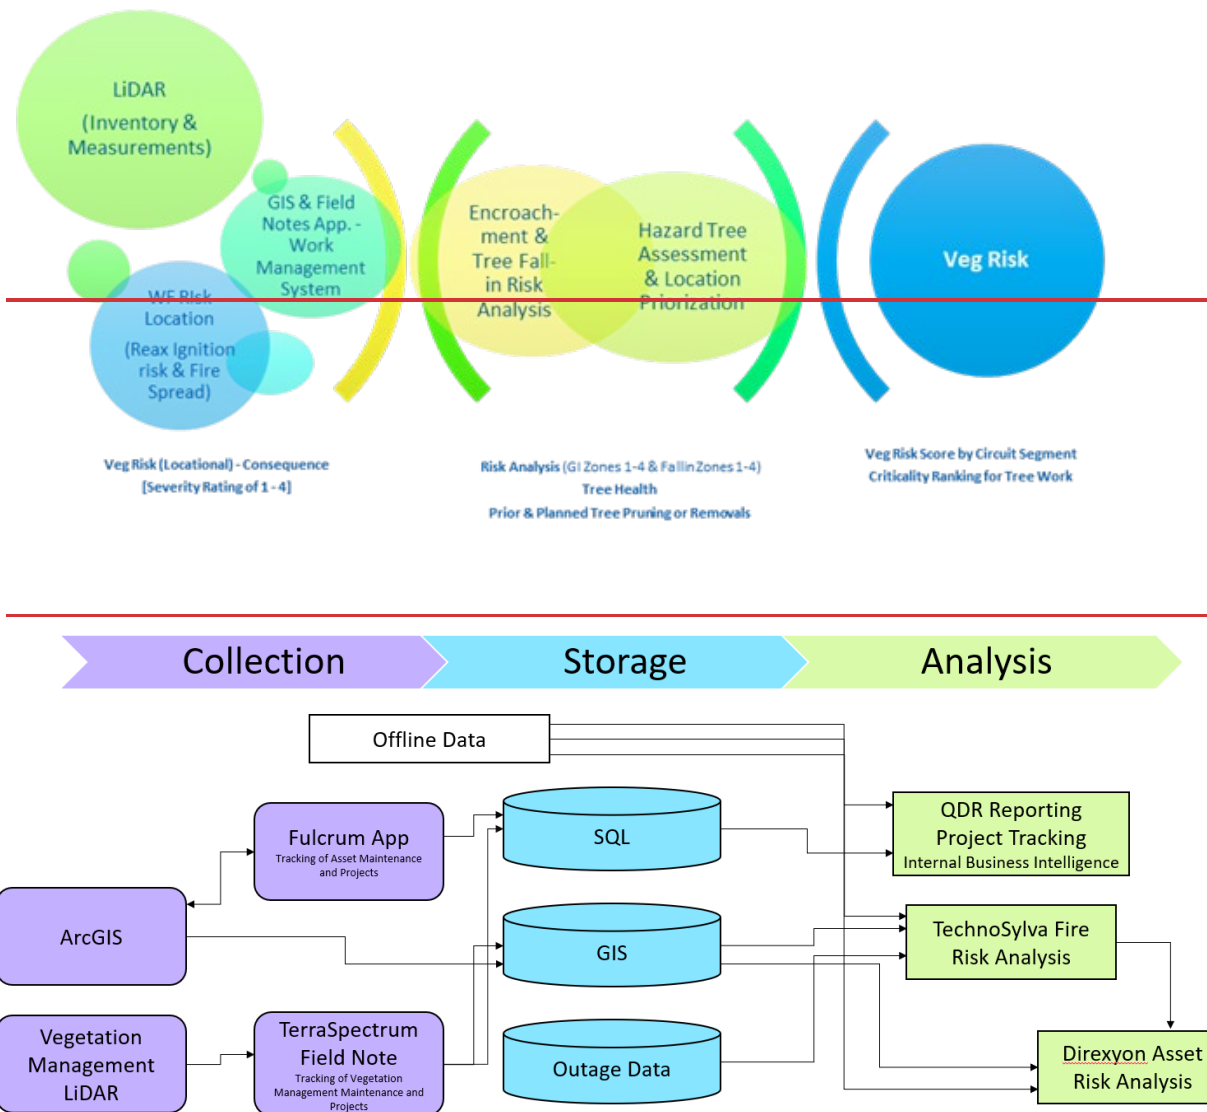 LiDAR
(Inventory &
Measurements)
GIS & Field
Notes App. -
Work
Management
System
WF Risk
Location
(Reax Ignition
risk & Fire
Spread)
Encroach-
ment &
Tree Fall-
in Risk
Analysis
Hazard Tree
Assessment
& Location
Priorization
Veg Risk
Veg Risk (Locational) - Consequence
[Severity Rating of 1 - 4]
Risk Analysis (GI Zones 1-4 & Fall in Zones 1-4)
Tree Health
Prior & Planned Tree Pruning or Removals
Veg Risk Score by Circuit Segment
Criticality Ranking for Tree Work
Collection
Storage
Analysis
Offline Data
Fulcrum App
Tracking of Asset Maintenance
and Projects
SQL
QDR Reporting
Project Tracking
Internal Business Intelligence
ArcGIS
GIS
TechnoSylva Fire
Risk Analysis
Vegetation
Management
LiDAR
TerraSpectrum
Field Note
Tracking of Vegetation
Management Maintenance and
Projects
Outage Data
Direxyon Asset
Risk Analysis